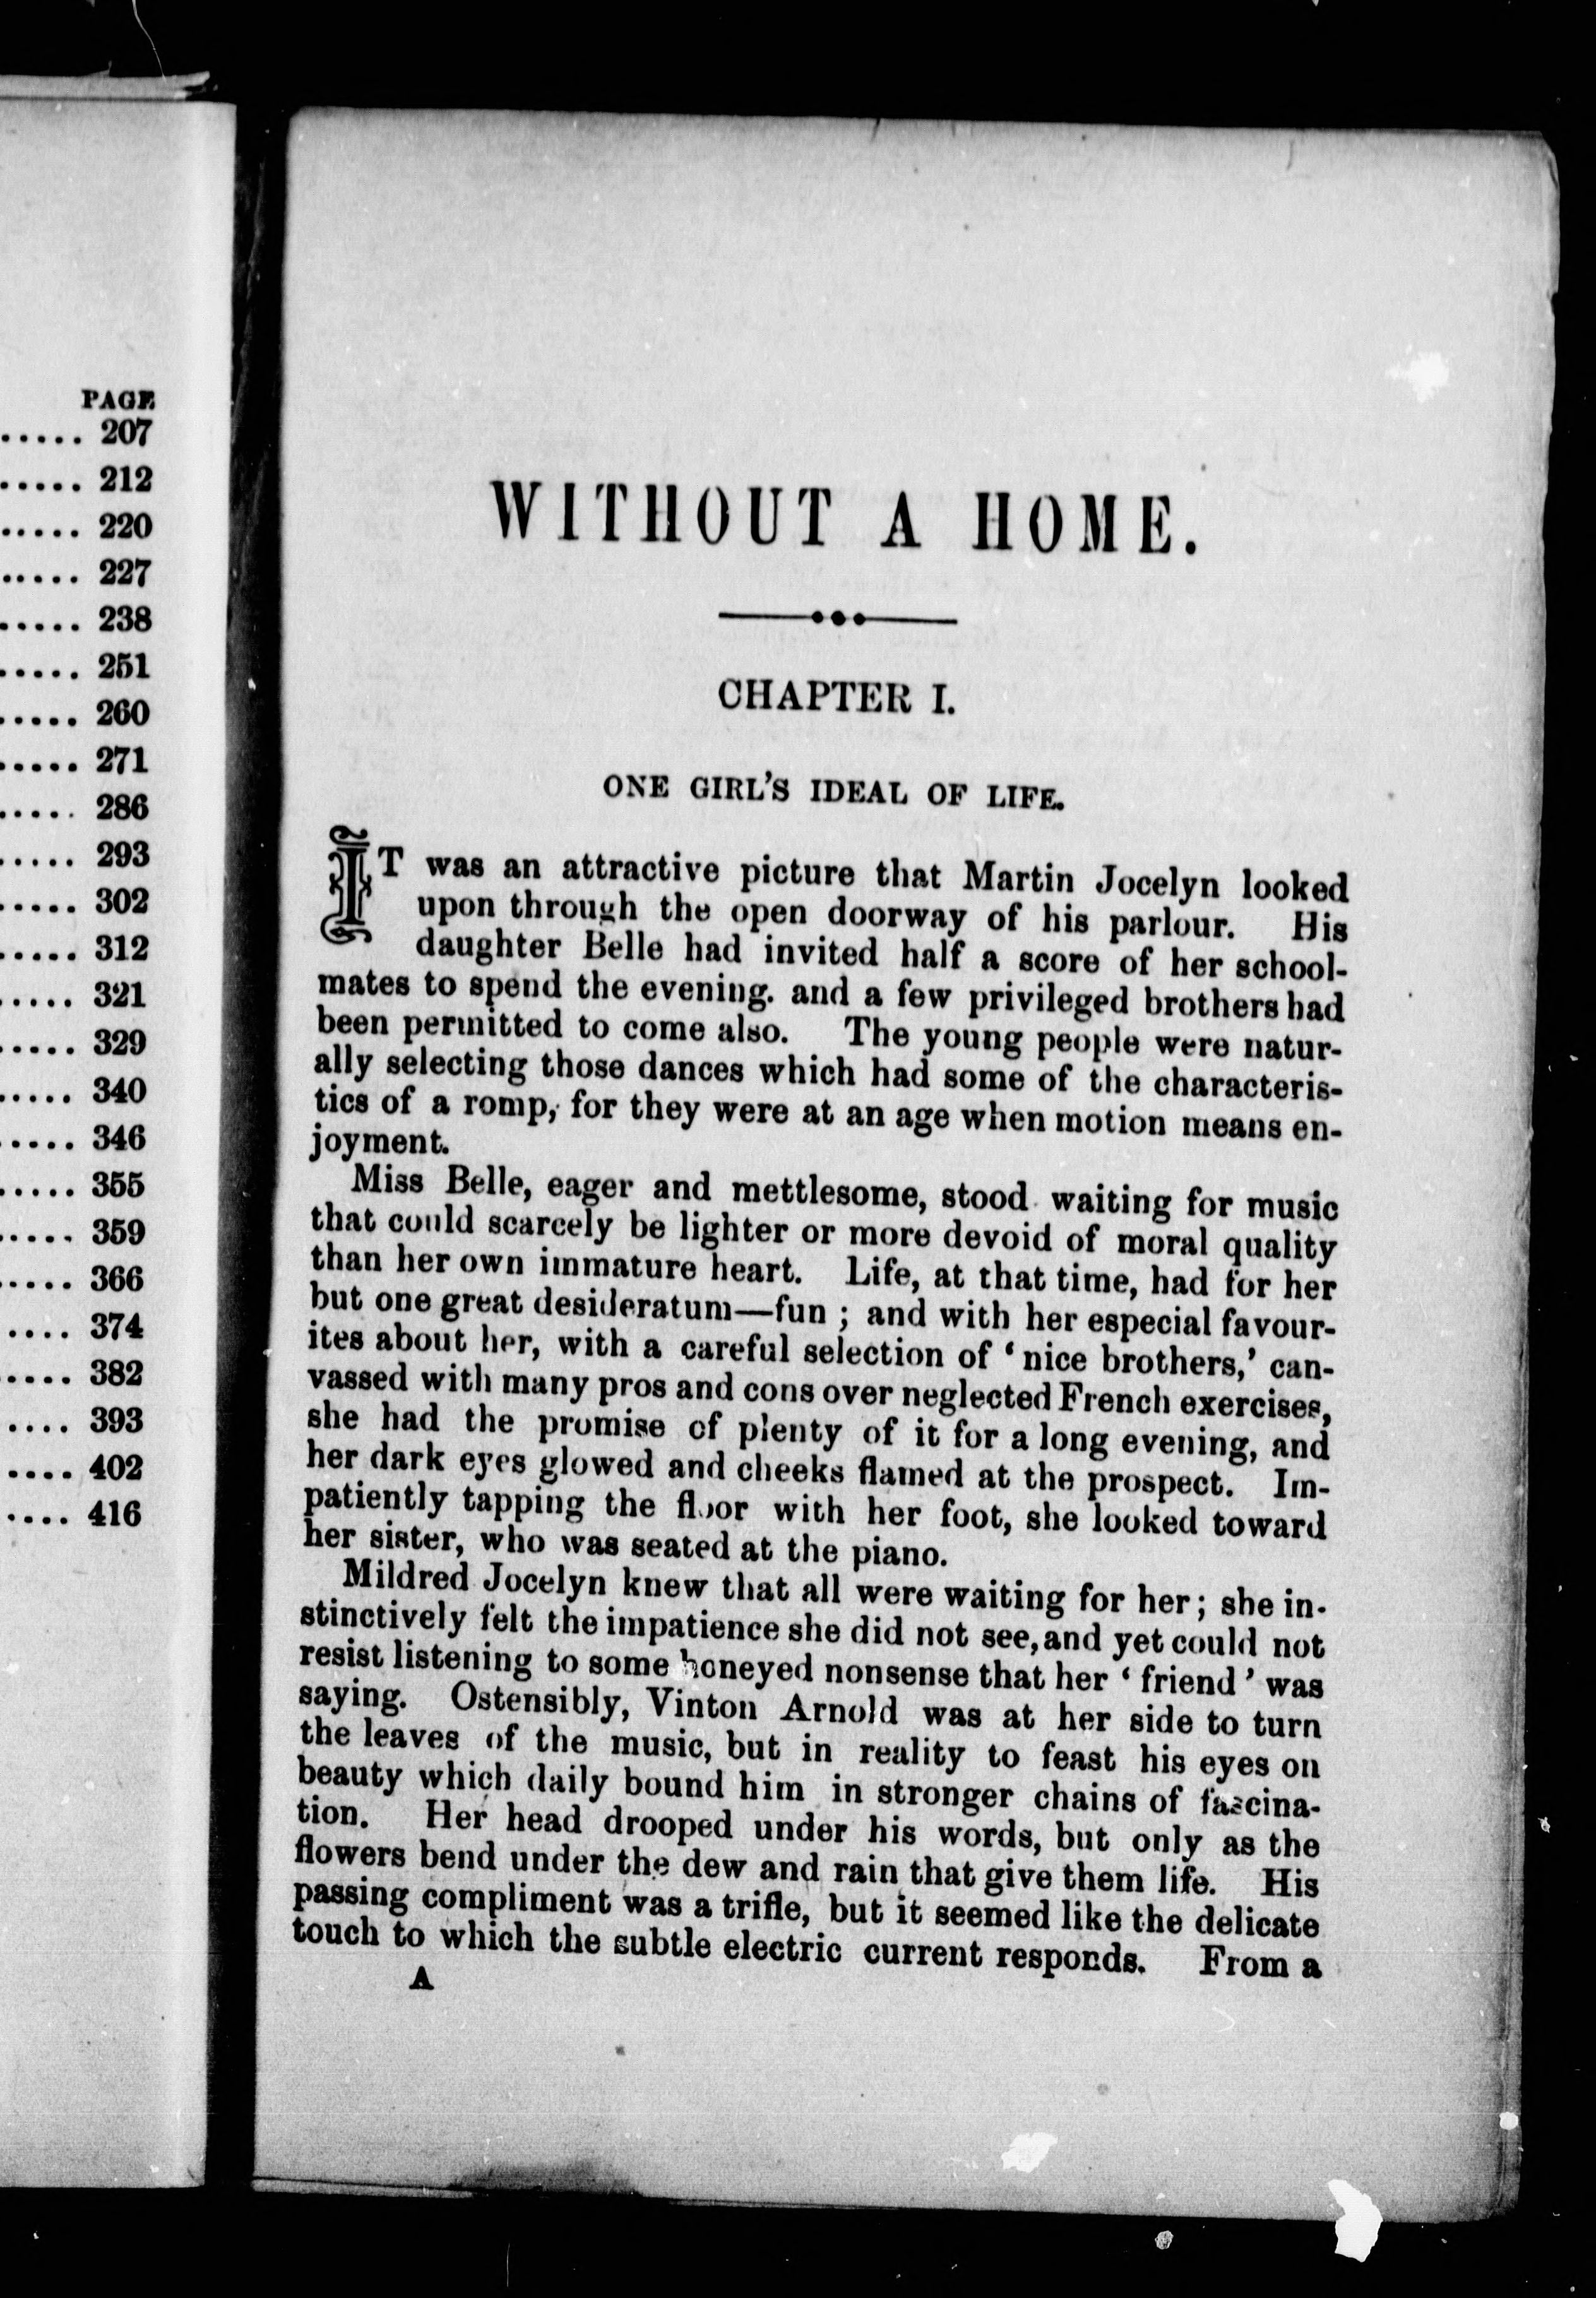 PAGE
..... 207
..... 212
..... 220
..... 227
..... 238
..... 251
..... 260
..... 271
..... 286
..... 293
..... 302
..... 312
..... 321
..... 329
..... 340
..... 346
..... 355
..... 359
..... 366
.... 374
..... 382
.... 393
.... 402
.... 416
WITHOUT A HOME.
CHAPTER I.
ONE GIRL'S IDEAL OF LIFE.
IT was an attractive picture that Martin Jocelyn looked
upon through the open doorway of his parlour. His
daughter Belle had invited half a score of her school-
mates to spend the evening. and a few privileged brothers had
been permitted to come also. The young people were natur-
ally selecting those dances which had some of the characteris-
tics of a romp, for they were at an age when motion means en-
joyment.
Miss Belle, eager and mettlesome, stood waiting for music
that could scarcely be lighter or more devoid of moral quality
than her own immature heart. Life, at that time, had for her
but one great desideratum—fun ; and with her especial favour-
ites about her, with a careful selection of ‘nice brothers,’ can-
vassed with many pros and cons over neglected French exercises,
she had the promise of plenty of it for a long evening, and
her dark eyes glowed and cheeks flamed at the prospect. Im-
patiently tapping the floor with her foot, she looked toward
her sister, who was seated at the piano.
Mildred Jocelyn knew that all were waiting for her; she in-
stinctively felt the impatience she did not see, and yet could not
resist listening to some honeyed nonsense that her ‘friend’ was
saying. Ostensibly, Vinton Arnold was at her side to turn
the leaves of the music, but in reality to feast his eyes on
beauty which daily bound him in stronger chains of fascina-
tion. Her head drooped under his words, but only as the
flowers bend under the dew and rain that give them life. His
passing compliment was a trifle, but it seemed like the delicate
touch to which the subtle electric current responds. From a
A